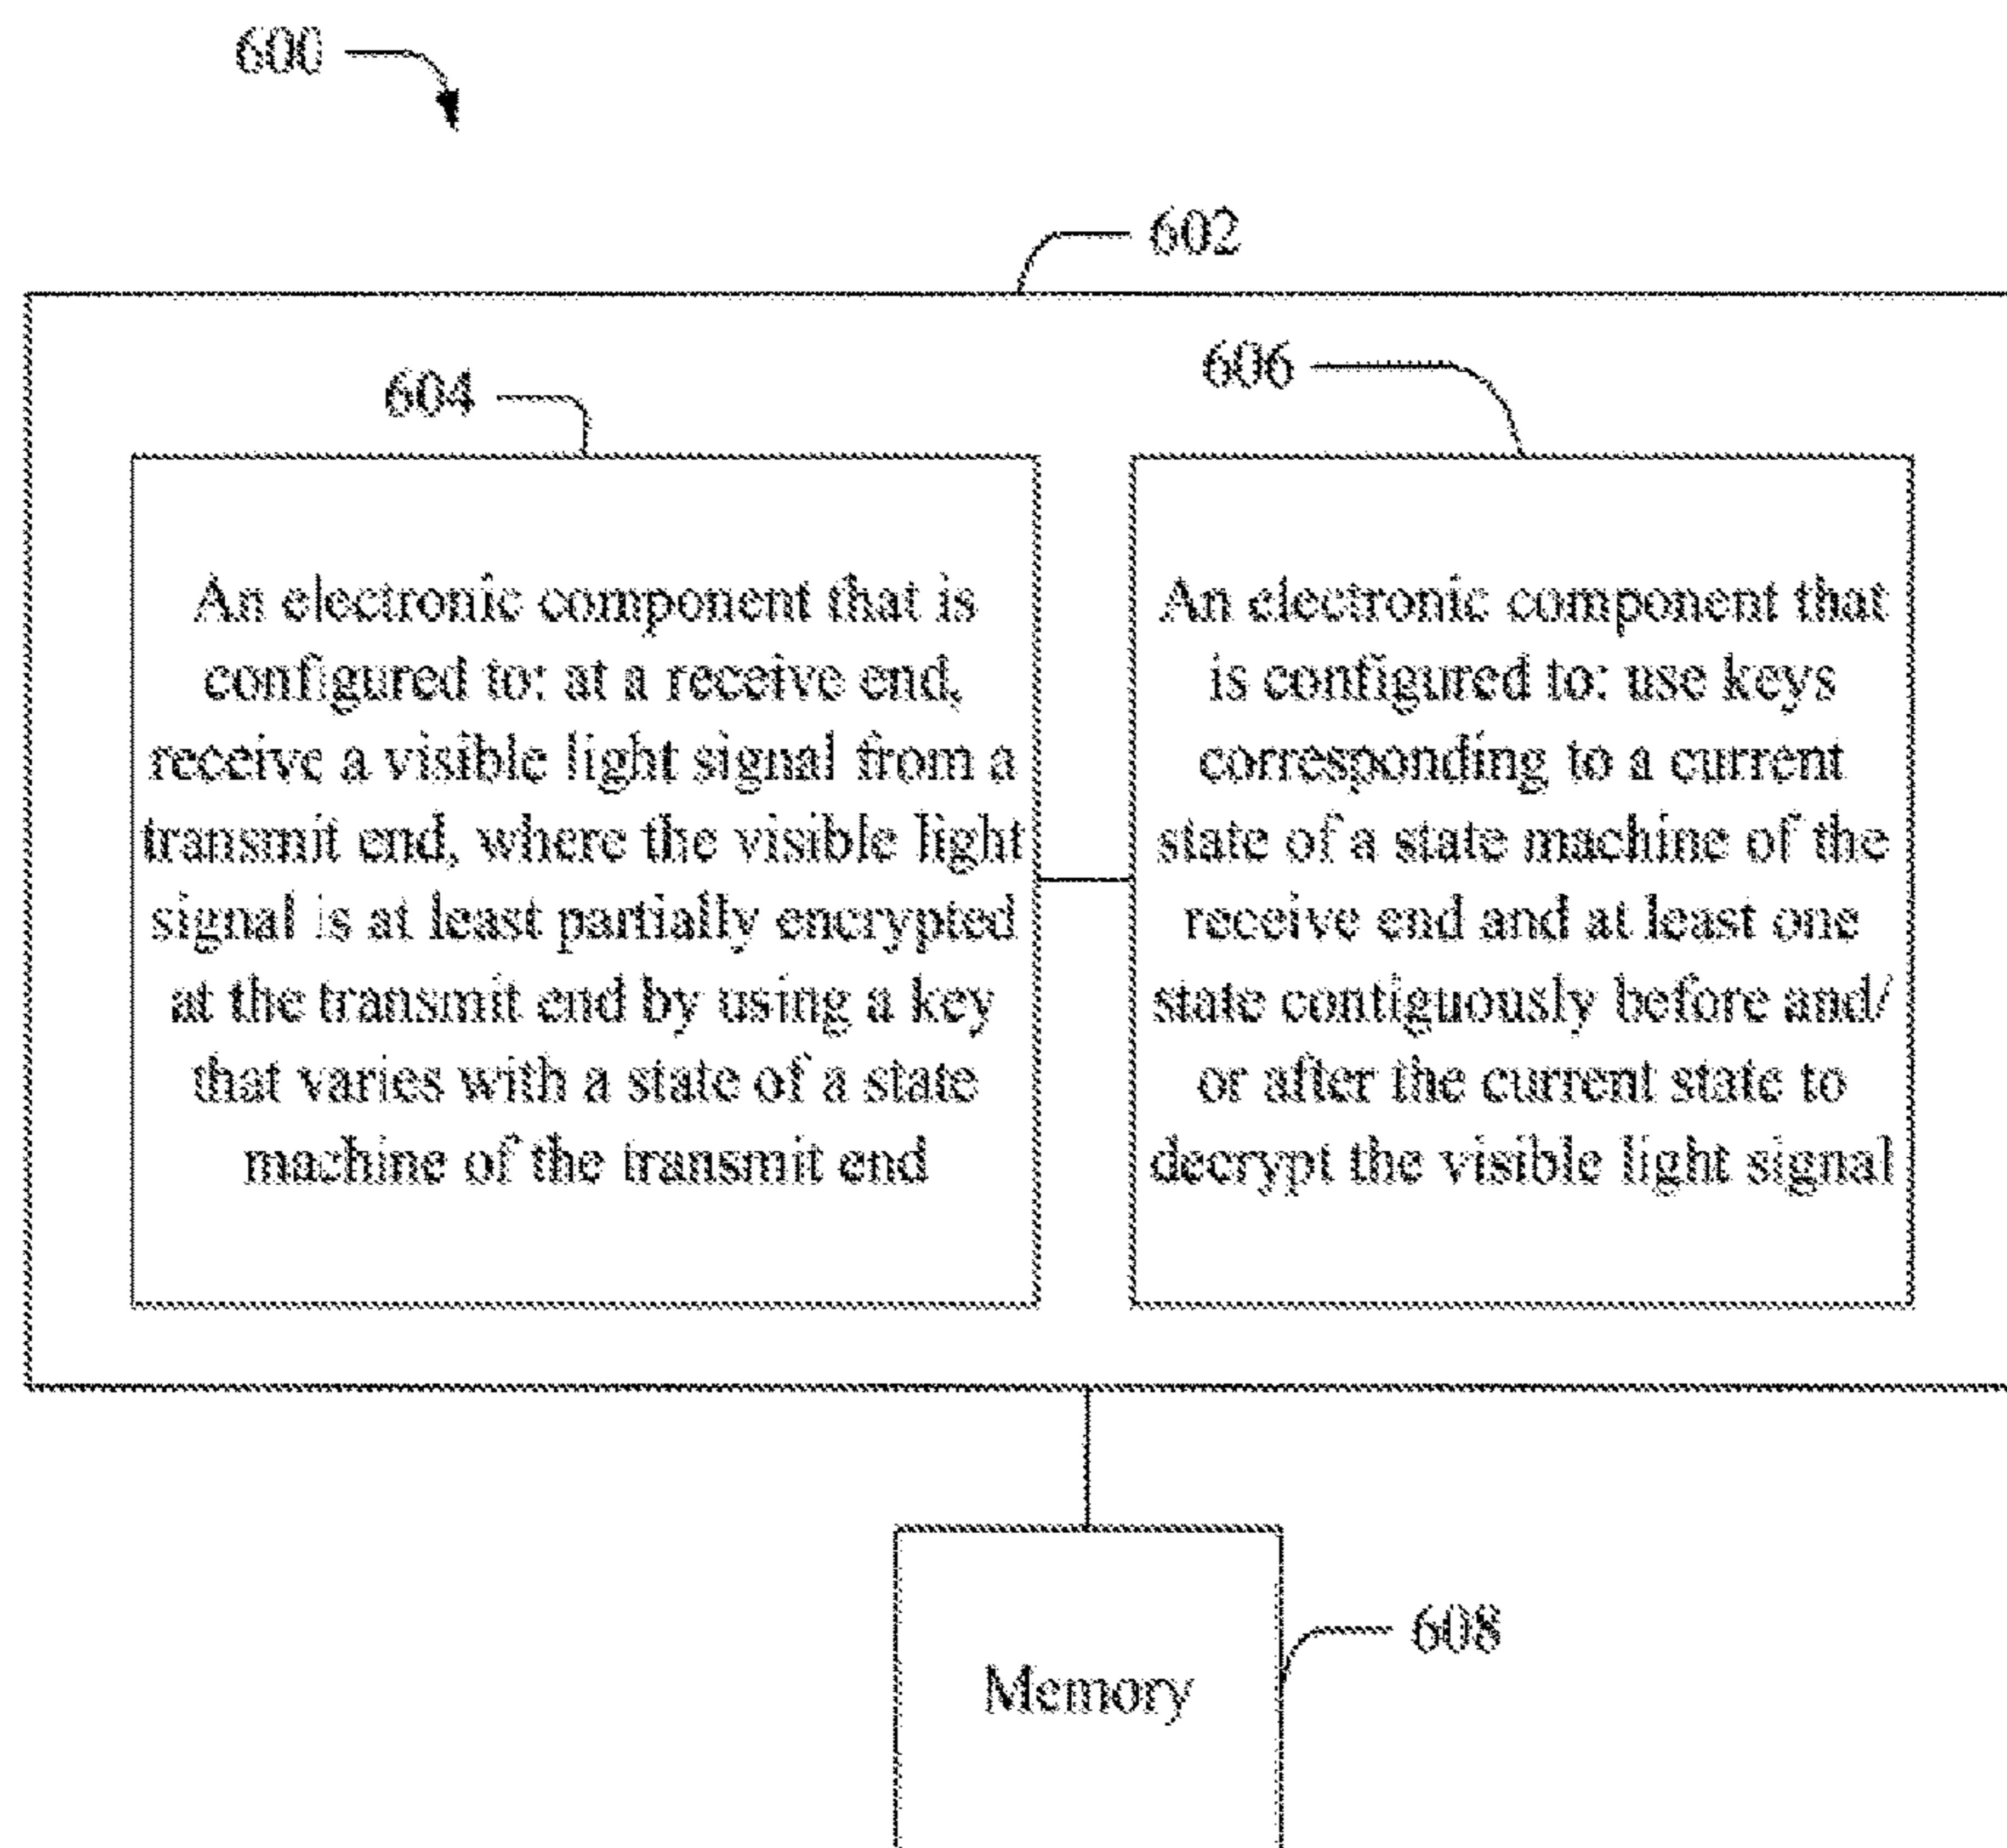 600
602
604
606
An electronic component that is
configured to: at a receive end,
receive a visible light signal from a
transmit end, where the visible light
signal is at least partially encrypted
at the transmit end by using a key
that varies with a state of a state
machine of the transmit end
An electronic component that
is configured to: use keys
corresponding to a current
state of a state machine of the
receive end and at least one
state contiguously before and/
or after the current state to
decrypt the visible light signal
608
Memory